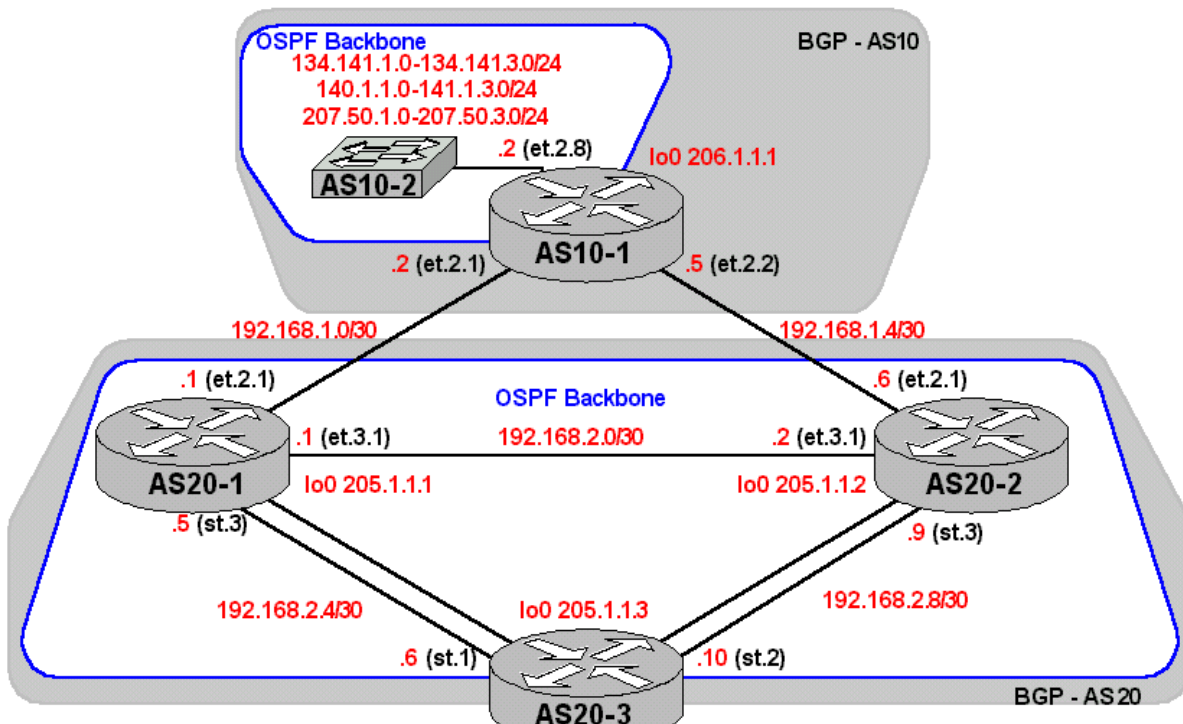 OSPF Backbone
BGP - AS10
134.141.1.0-134.141.3.0/24
140.1.1.0-141.1.3.0/24
207.50.1.0-207.50.3.0/24
.2 (et.2.8)
lo0 206.1.1.1
AS10-2
AS10-1
.2 (et.2.1)
.5 (et.2.2)
192.168.1.0/30
192.168.1.4/30
.1 (et.2.1)
.6 (et.2.1)
OSPF Backbone
.1 (et.3.1)
192.168.2.0/30
.2 (et.3.1)
AS20-1
lo0 205.1.1.1
lo0 205.1.1.2
AS20-2
.5 (st.3)
.9 (st.3)
192.168.2.4/30
lo0 205.1.1.3
192.168.2.8/30
.6 (st.1)
.10 (st.2)
BGP - AS20
AS20-3